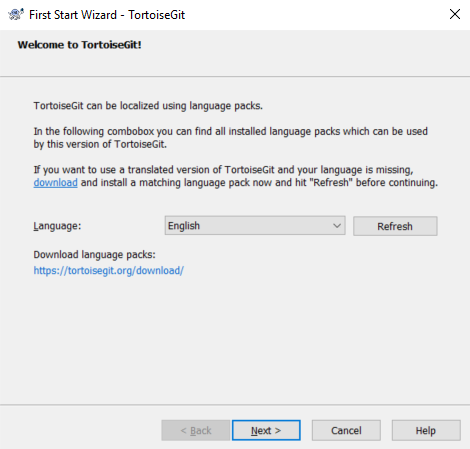 First Start Wizard - TortoiseGit
Welcome to TortoiseGit!
TortoiseGit can be localized using language packs.
In the following combobox you can find all installed language packs which can be used
by this version of TortoiseGit.
If you want to use a translated version of TortoiseGit and your language is missing,
download and install a matching language pack now and hit "Refresh" before continuing.
Language: English Refresh
Download language packs:
https://tortoisegit.org/download/
< Back Next > Cancel Help